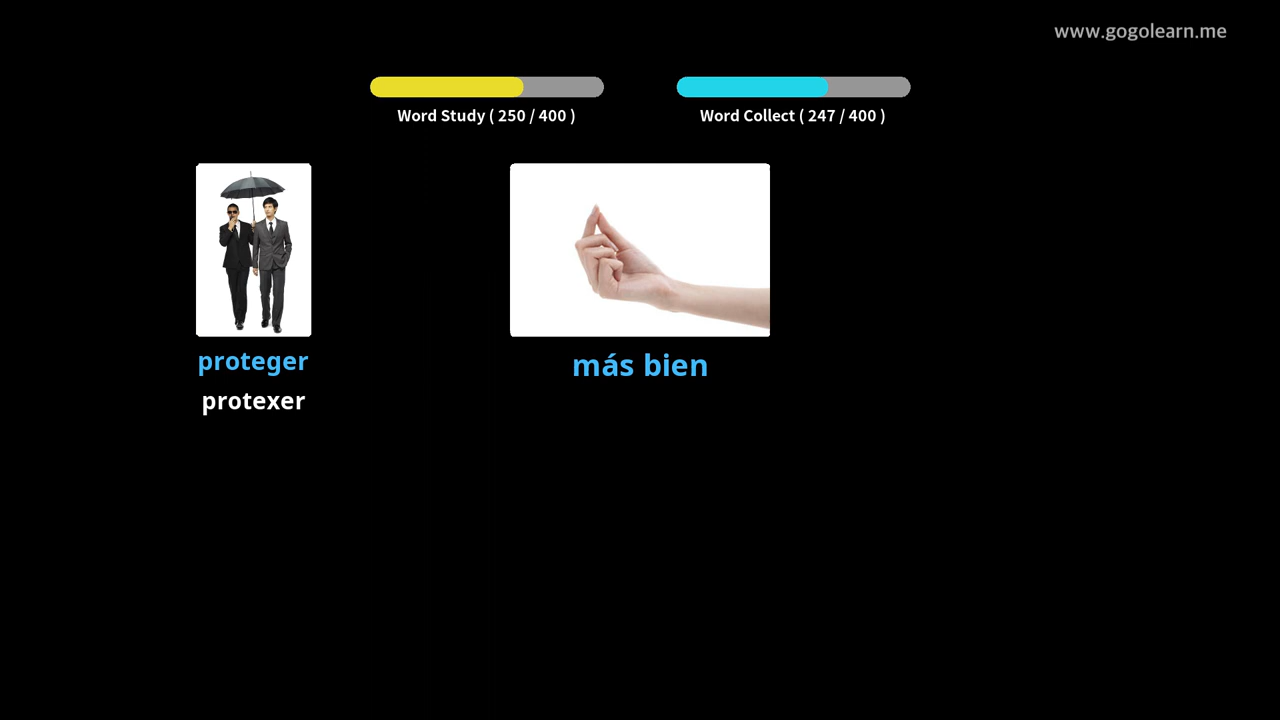 www.gogolearn.me
Word Study ( 250 / 400 )
Word Collect ( 247 / 400 )
proteger
protexer
más bien